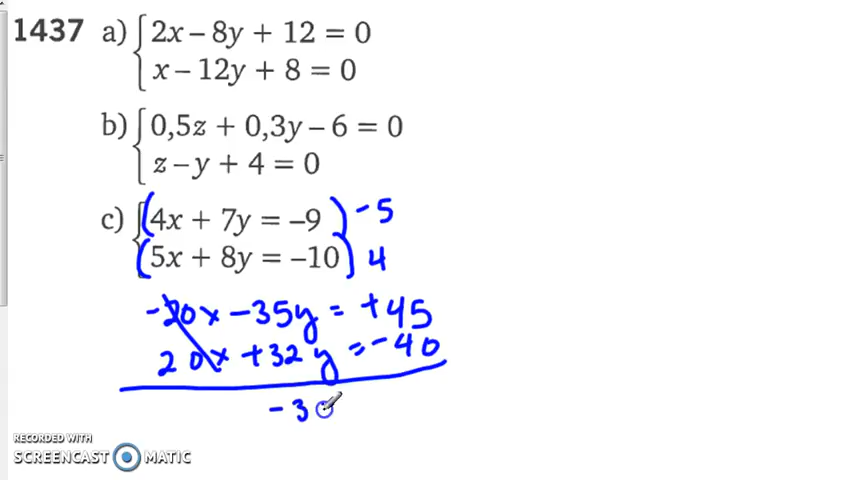 1437 a) 2x – 8y + 12 = 0
x – 12y + 8 = 0
b) 0,5z + 0,3y – 6 = 0
z – y + 4 = 0
c) (4x + 7y = –9) -5
(5x + 8y = –10) 4
-20x -35y = +45
20x +32y = -40
-3
RECORDED WITH
SCREENCAST MATIC